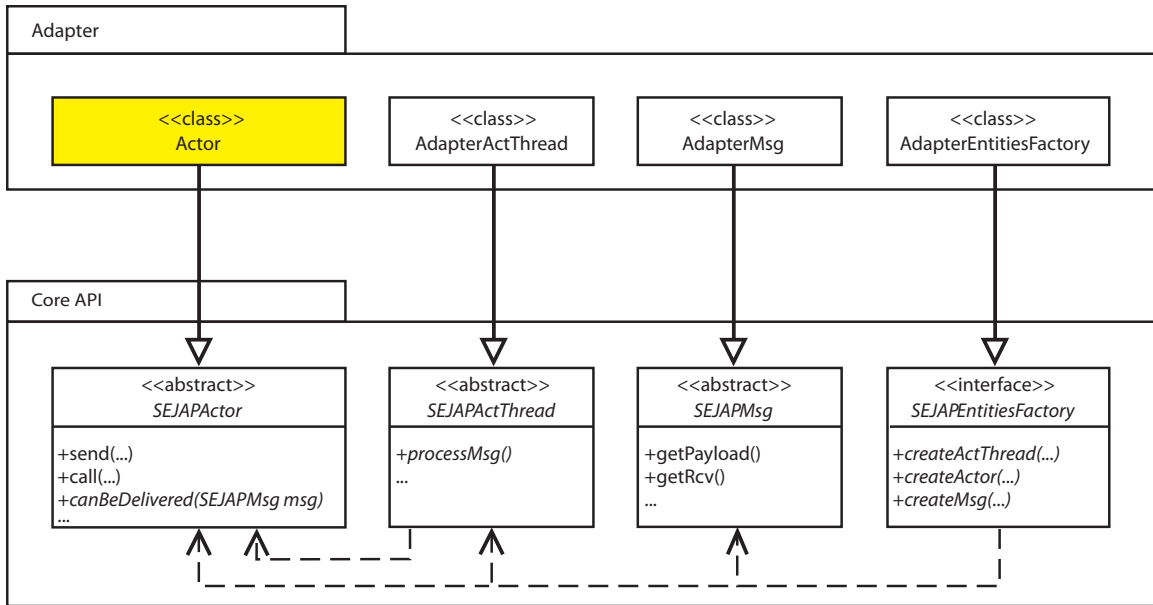 Adapter
<<class>>
Actor
<<class>>
AdapterActThread
<<class>>
AdapterMsg
<<class>>
AdapterEntitiesFactory
Core API
<<abstract>>
SEJAPActor
+send(...)
+call(...)
+canBeDelivered(SEJAPMsg msg)
...
<<abstract>>
SEJAPActThread
+processMsg()
...
<<abstract>>
SEJAPMsg
+getPayload()
+getRcv()
...
<<interface>>
SEJAPEntitiesFactory
+createActThread(...)
+createActor(...)
+createMsg(...)